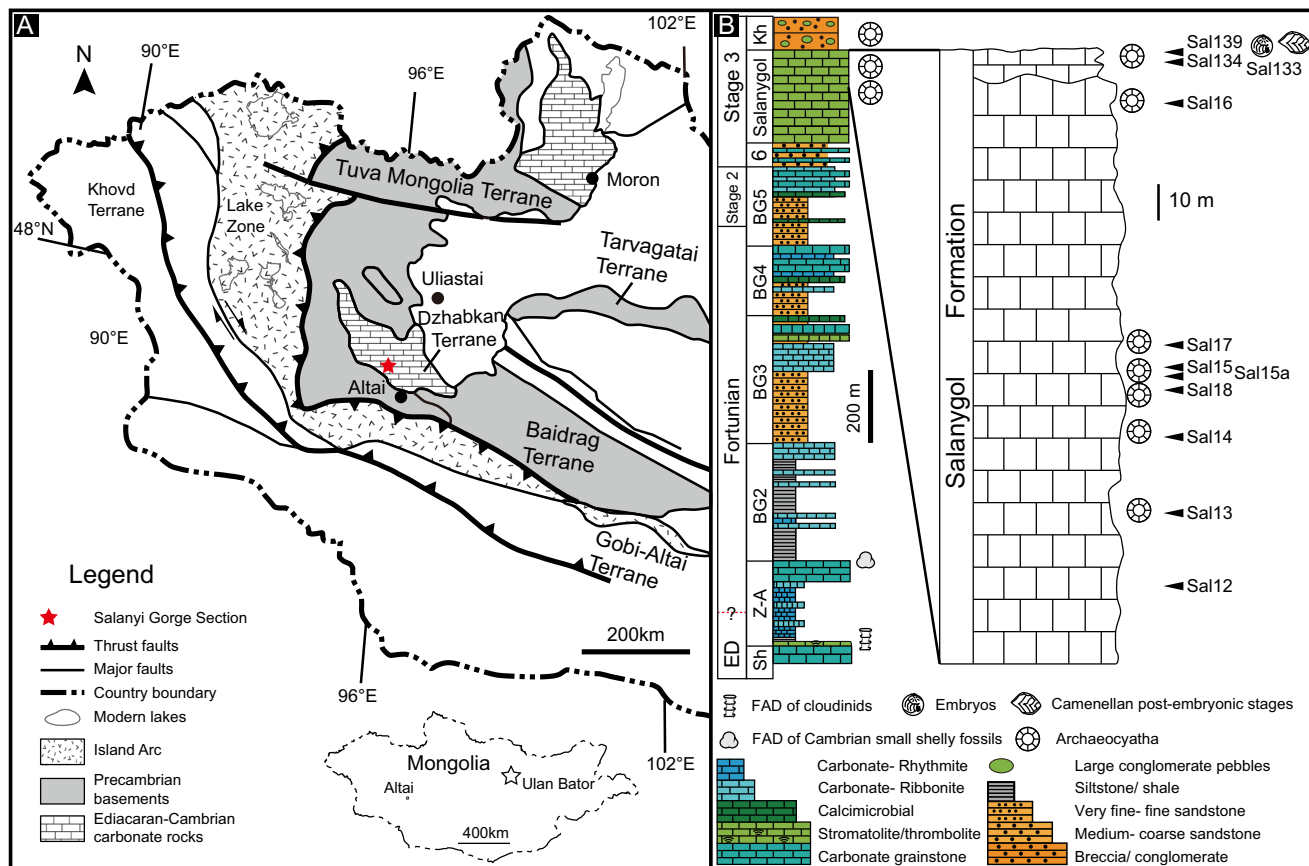 A
N
90°E
96°E
102°E
Khovd
Terrane
Lake
Zone
48°N
Tuva Mongolia Terrane
Moron
Tarvagatai
Terrane
Uliastai
Dzhabkan
Terrane
90°E
Altai
Baidrag
Terrane
Gobi-Altai
Terrane
200km
96°E
102°E
Legend
Salanyi Gorge Section
Thrust faults
Major faults
Country boundary
Modern lakes
Island Arc
Precambrian
basements
Ediacaran-Cambrian
carbonate rocks
Mongolia
Altai
Ulan Bator
400km
B
Stage 3
Stage 2
Fortunian
?
ED
Kh
Salanygol
6
BG5
BG4
BG3
BG2
Z-A
Sh
200 m
Salanygol Formation
10 m
Sal139
Sal134
Sal133
Sal16
Sal17
Sal15
Sal15a
Sal18
Sal14
Sal13
Sal12
FAD of cloudinids
Embryos
Camenellan post-embryonic stages
FAD of Cambrian small shelly fossils
Archaeocyatha
Carbonate- Rhythmite
Large conglomerate pebbles
Carbonate- Ribbonite
Siltstone/ shale
Calcimicrobial
Very fine- fine sandstone
Stromatolite/thrombolite
Medium- coarse sandstone
Carbonate grainstone
Breccia/ conglomerate